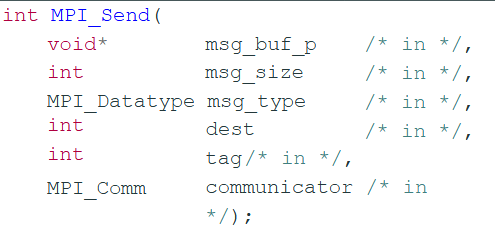 int MPI_Send(
void* msg_buf_p /* in */,
int msg_size /* in */,
MPI_Datatype msg_type /* in */,
int dest /* in */,
int tag/* in */,
MPI_Comm communicator /* in
*/);